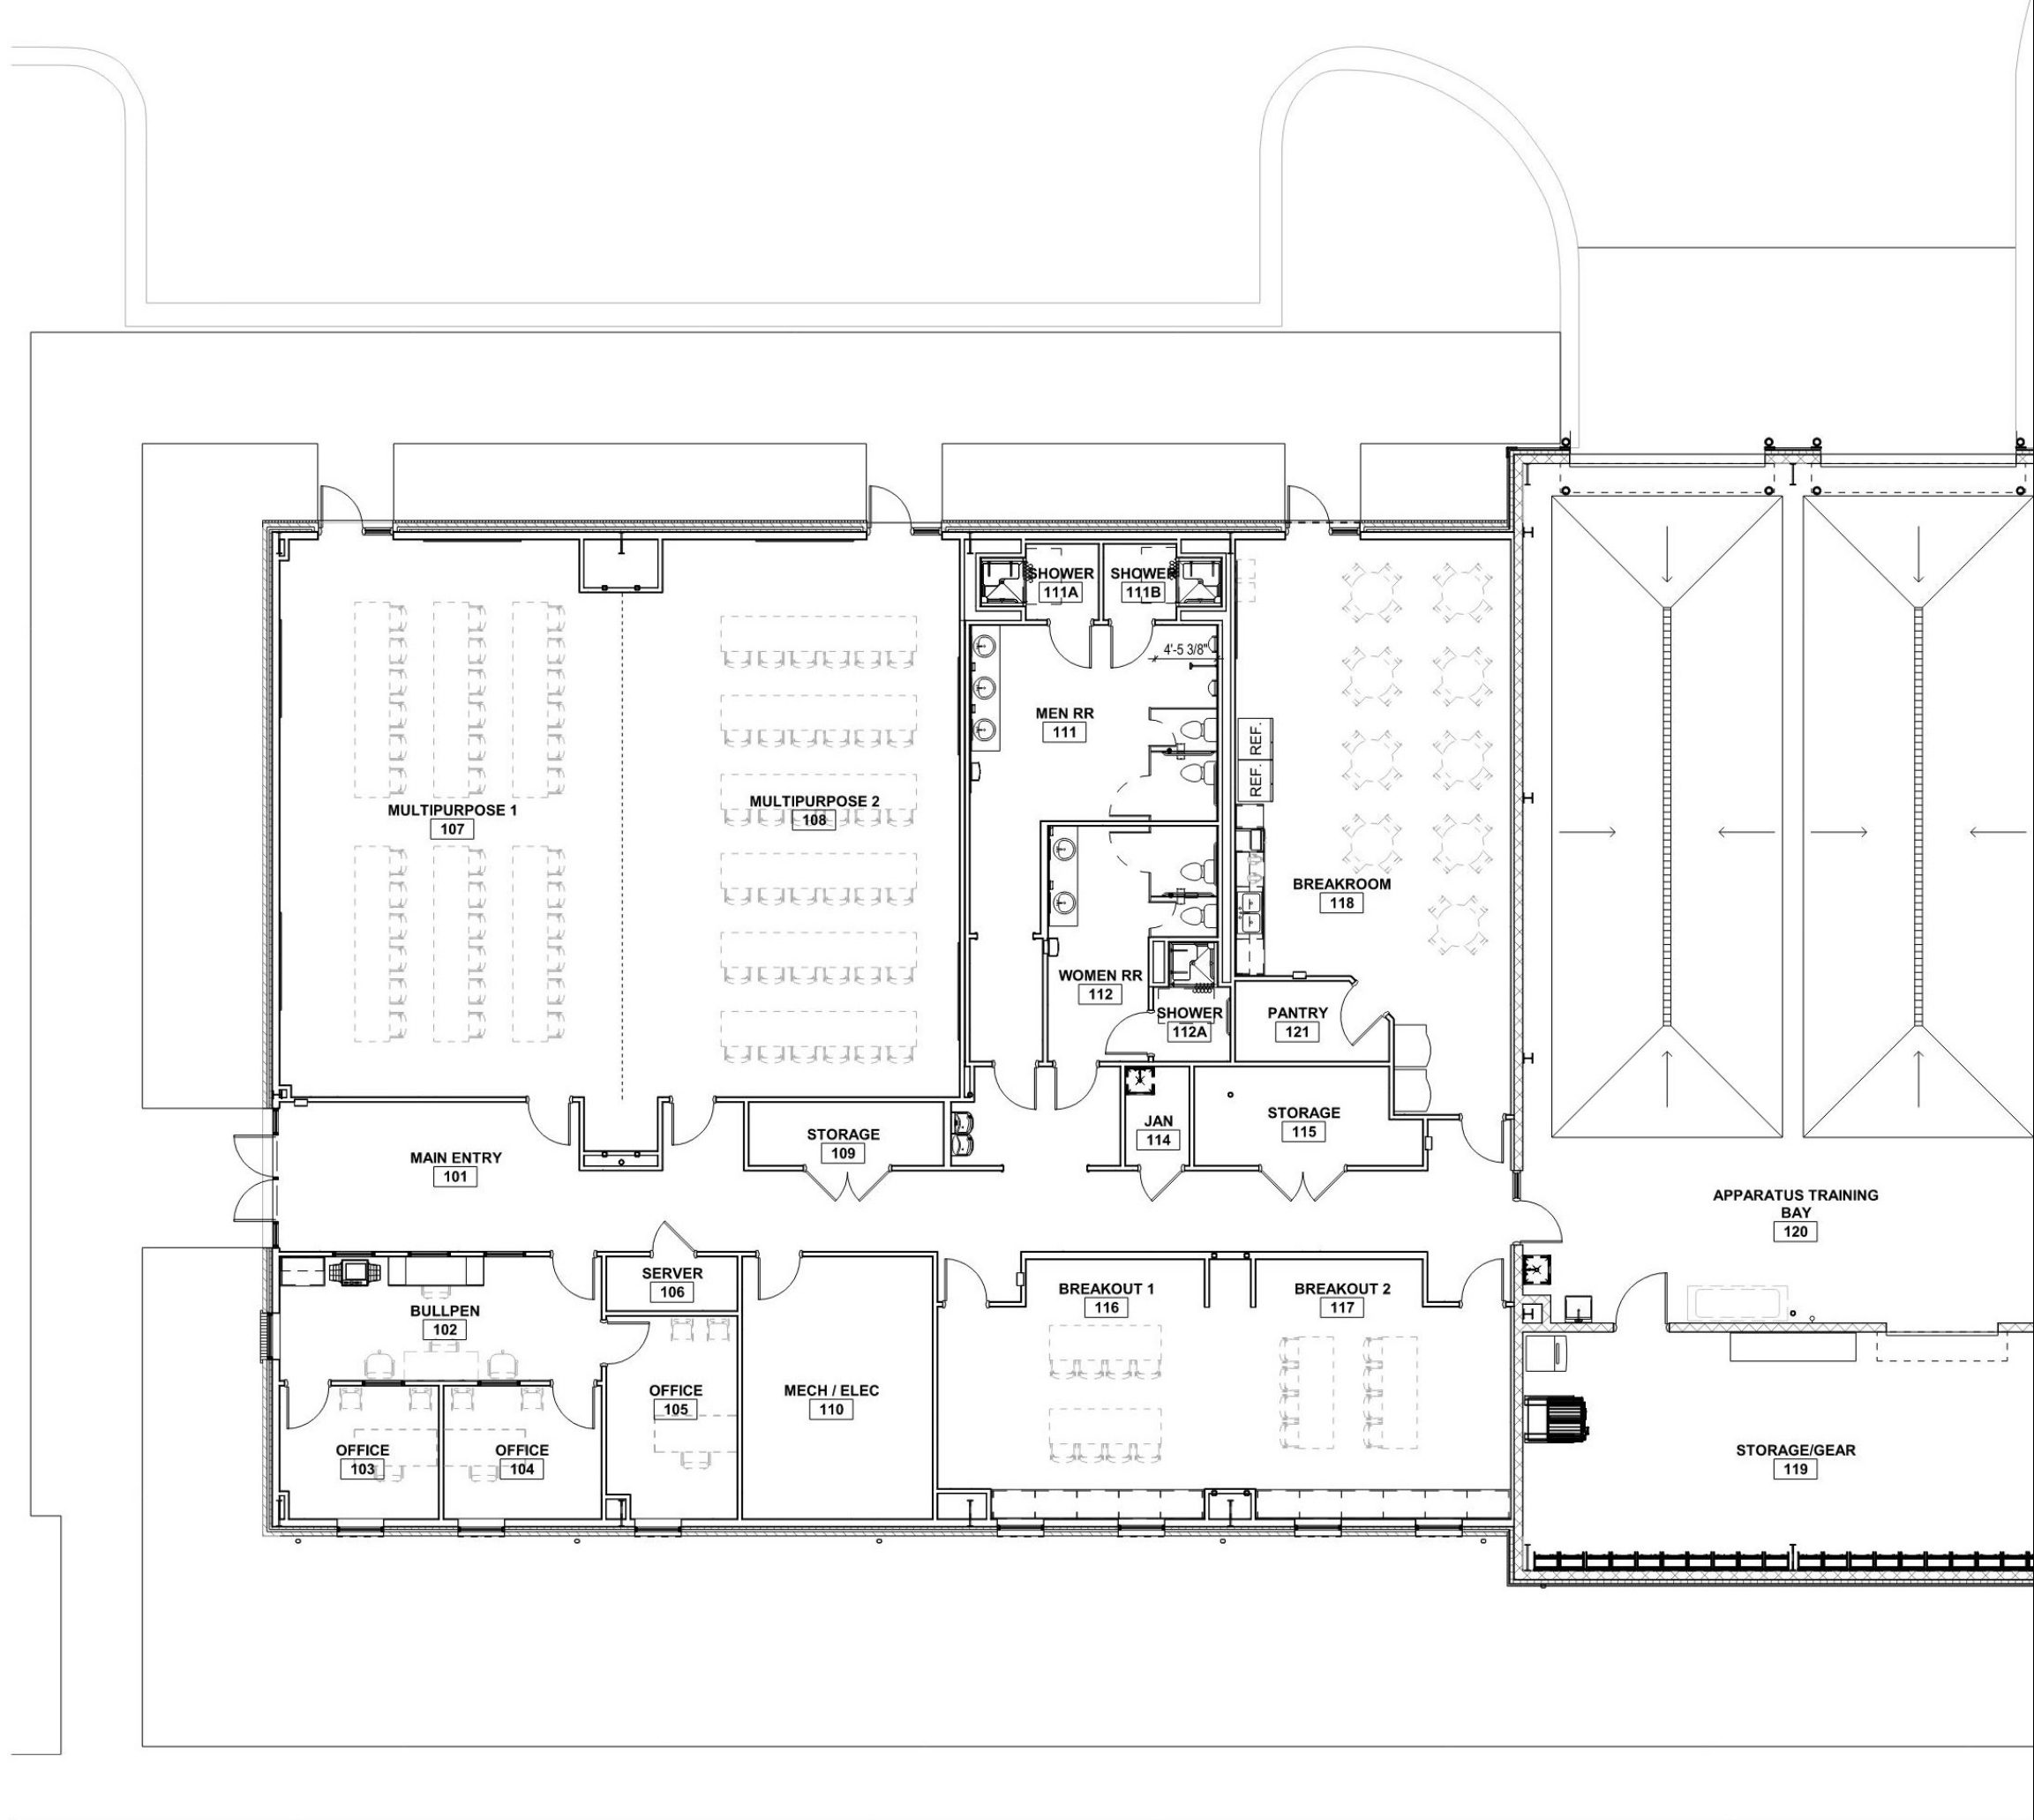 SHOWER
111A
SHOWER
111B
4'-5 3/8"
MEN RR
111
REF.
REF.
MULTIPURPOSE 1
107
MULTIPURPOSE 2
108
BREAKROOM
118
WOMEN RR
112
SHOWER
112A
PANTRY
121
MAIN ENTRY
101
STORAGE
109
JAN
114
STORAGE
115
APPARATUS TRAINING
BAY
120
SERVER
106
BULLPEN
102
BREAKOUT 1
116
BREAKOUT 2
117
OFFICE
105
MECH / ELEC
110
OFFICE
103
OFFICE
104
STORAGE/GEAR
119